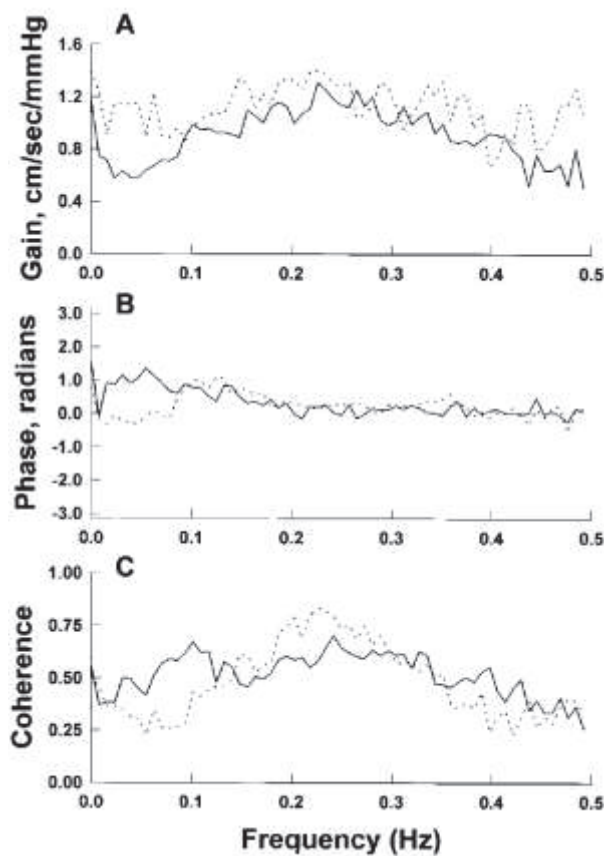 A
Gain, cm/sec/mmHg
1.6
1.2
0.8
0.4
0.0
0.0 0.1 0.2 0.3 0.4 0.5
B
Phase, radians
3.0
2.0
1.0
0.0
-1.0
-2.0
-3.0
0.0 0.1 0.2 0.3 0.4 0.5
C
Coherence
1.00
0.75
0.50
0.25
0.00
0.0 0.1 0.2 0.3 0.4 0.5
Frequency (Hz)